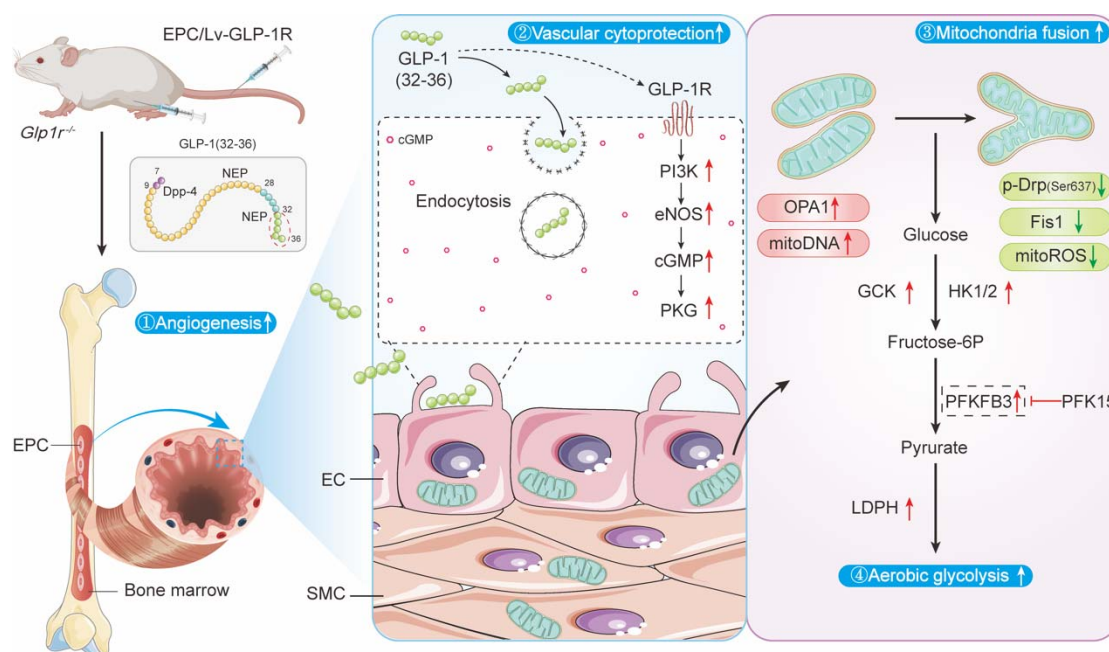 EPC/Lv-GLP-1R
Glp1r-/-
GLP-1(32-36)
7
9
Dpp-4
NEP
28
NEP
32
36
①Angiogenesis↑
EPC
Bone marrow
②Vascular cytoprotection↑
GLP-1
(32-36)
GLP-1R
cGMP
Endocytosis
PI3K ↑
eNOS ↑
cGMP ↑
PKG ↑
EC
SMC
③Mitochondria fusion ↑
OPA1 ↑
mitoDNA ↑
p-Drp(Ser637) ↓
Fis1 ↓
mitoROS ↓
Glucose
GCK ↑ HK1/2 ↑
Fructose-6P
PFKFB3 ↑ PFK15
Pyrurate
LDPH ↑
④Aerobic glycolysis ↑